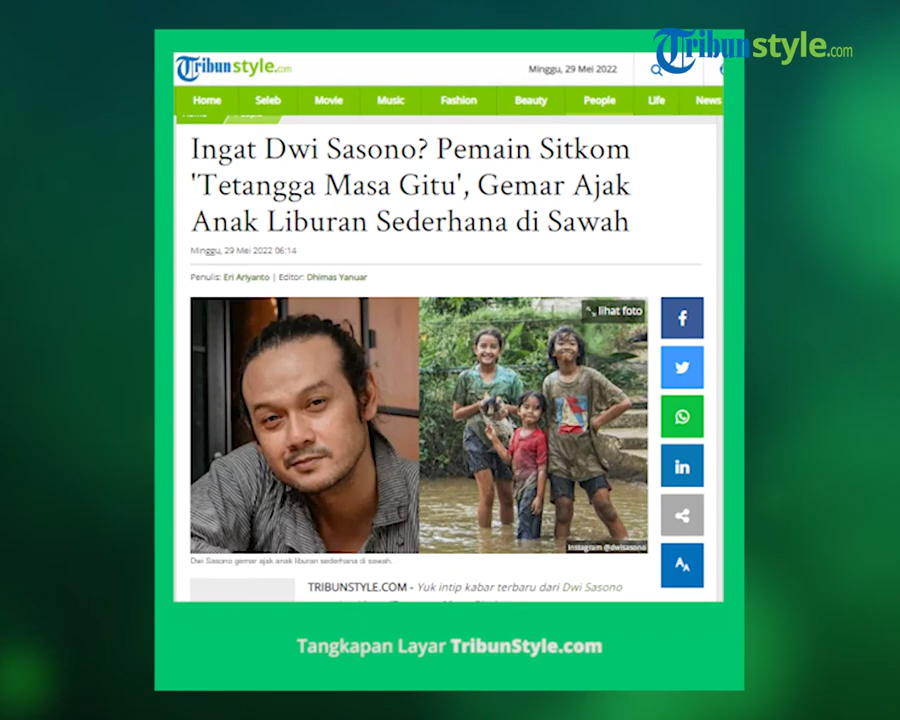 Tribunstyle.com
Tribunstyle.com
Minggu, 29 Mei 2022
Home Seleb Movie Music Fashion Beauty People Life News
Ingat Dwi Sasono? Pemain Sitkom
'Tetangga Masa Gitu', Gemar Ajak
Anak Liburan Sederhana di Sawah
Minggu, 29 Mei 2022 06:14
Penulis: Eri Ariyanto | Editor: Dhimas Yanuar
lihat foto
Instagram @dwisasono
Dwi Sasono gemar ajak anak liburan sederhana di sawah.
TRIBUNSTYLE.COM - Yuk intip kabar terbaru dari Dwi Sasono
Tangkapan Layar TribunStyle.com